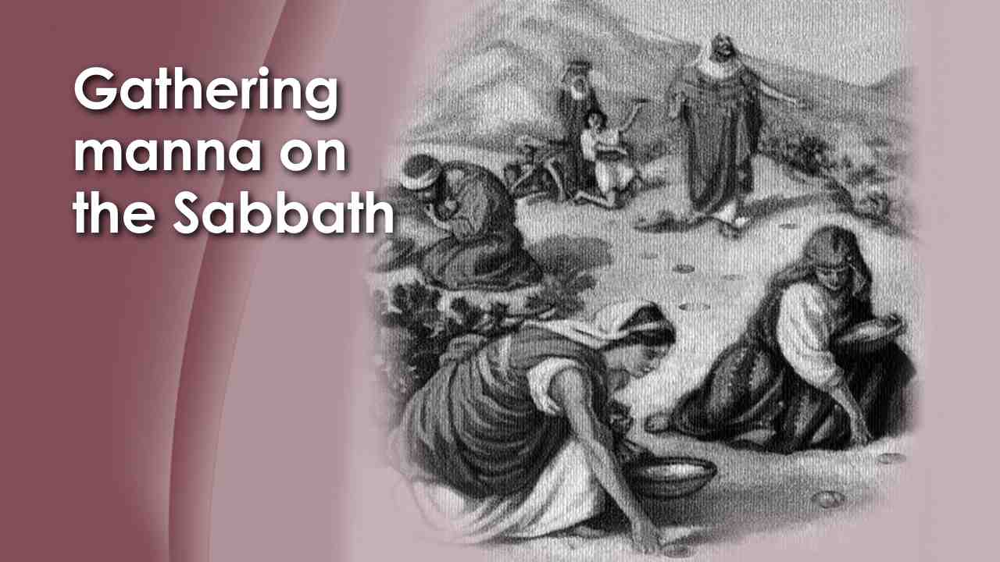 Gathering
manna on
the Sabbath